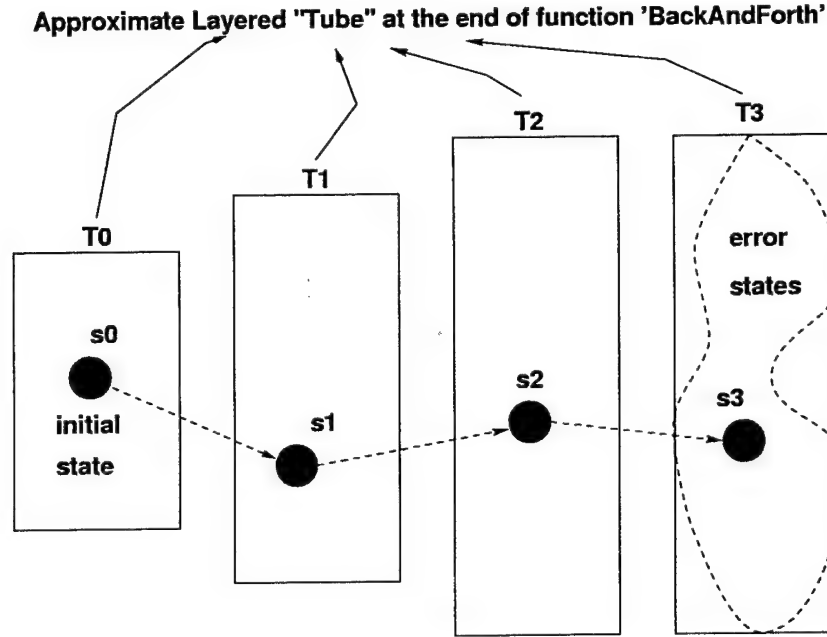 Approximate Layered "Tube" at the end of function 'BackAndForth'
T3
T2
T1
T0
error
states
s0
s2
s3
s1
initial
state